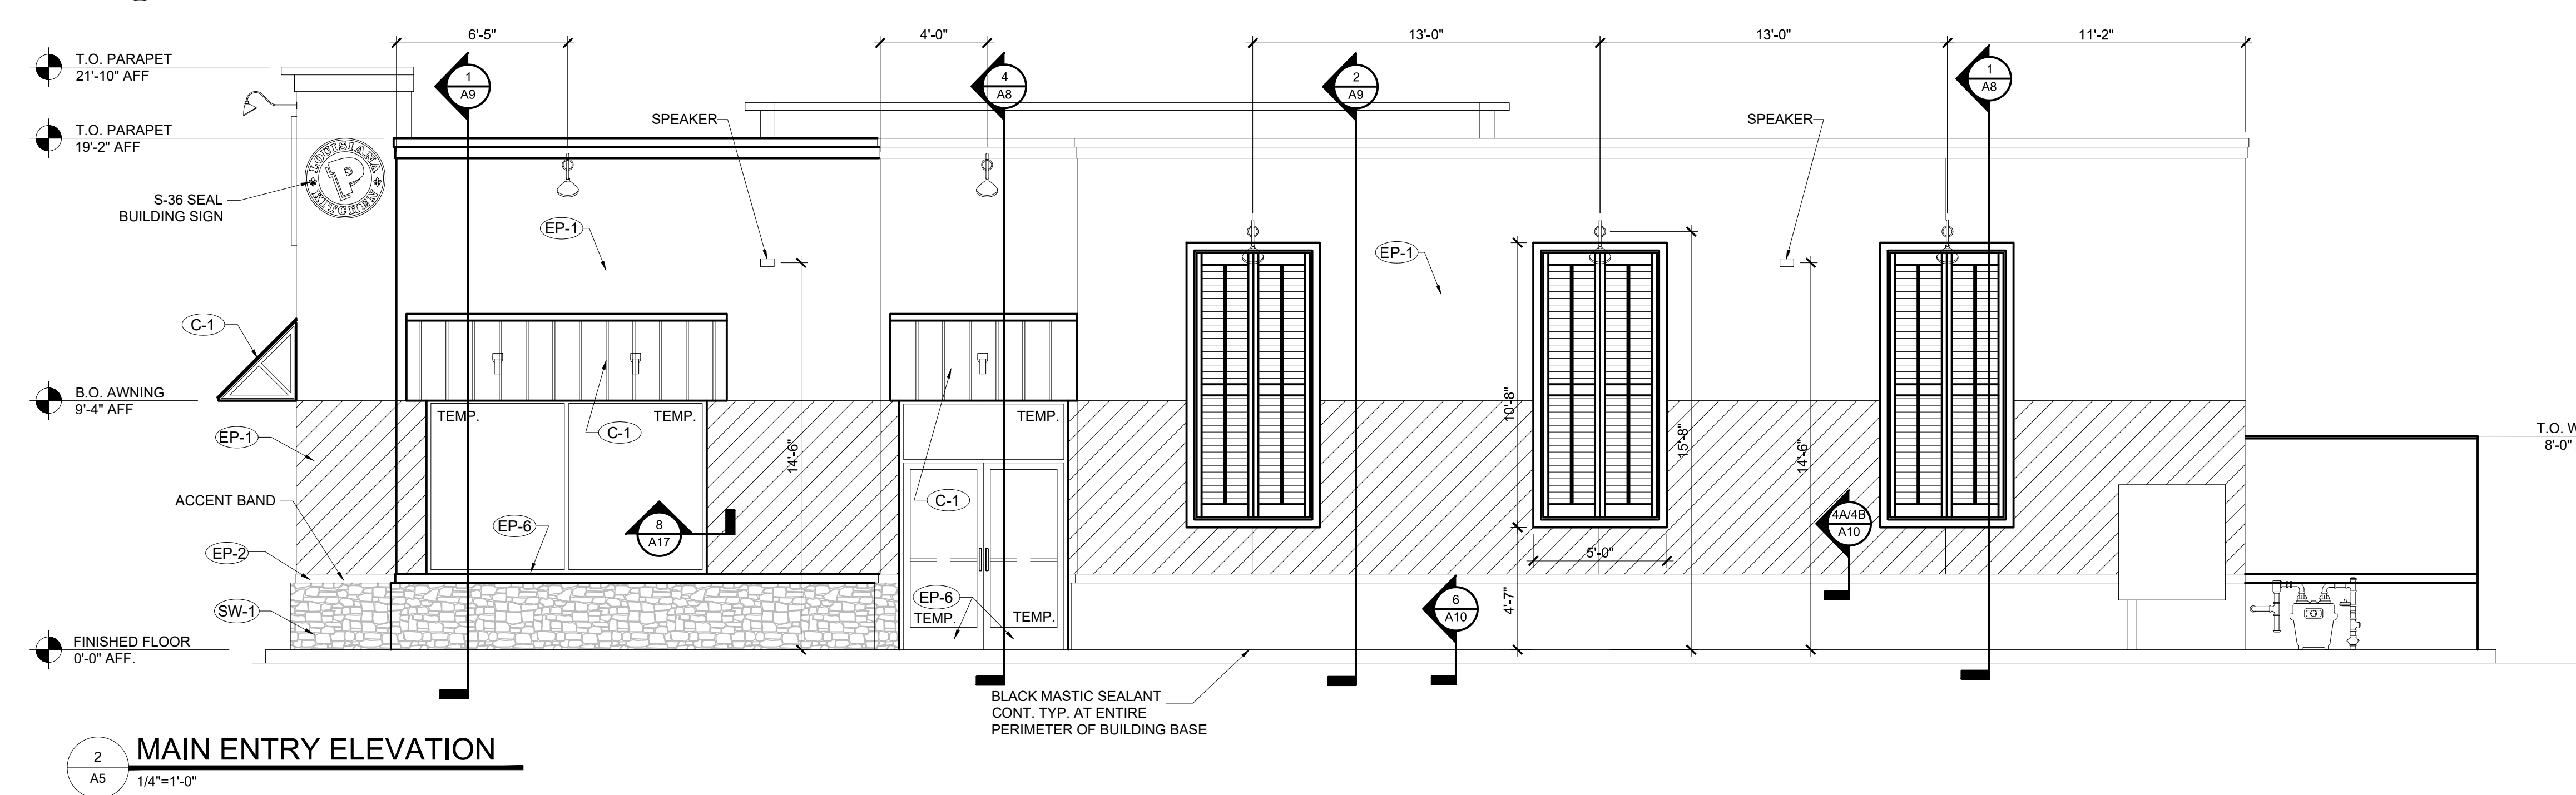 6'-5"
4'-0"
13'-0"
13'-0"
11'-2"
T.O. PARAPET
21'-10" AFF
1
A9
4
A8
2
A9
1
A8
SPEAKER
SPEAKER
T.O. PARAPET
19'-2" AFF
LOUISIANA
P
KITCHEN
S-36 SEAL
BUILDING SIGN
EP-1
EP-1
C-1
B.O. AWNING
9'-4" AFF
TEMP.
TEMP.
TEMP.
C-1
10'-8"
15'-8"
14'-6"
14'-6"
T.O. W
8'-0"
EP-1
ACCENT BAND
C-1
EP-6
8
A17
4A/4B
A10
5'-0"
EP-2
SW-1
EP-6
TEMP.
TEMP.
6
A10
4'-7"
FINISHED FLOOR
0'-0" AFF.
BLACK MASTIC SEALANT
CONT. TYP. AT ENTIRE
PERIMETER OF BUILDING BASE
2
A5
MAIN ENTRY ELEVATION
1/4"=1'-0"